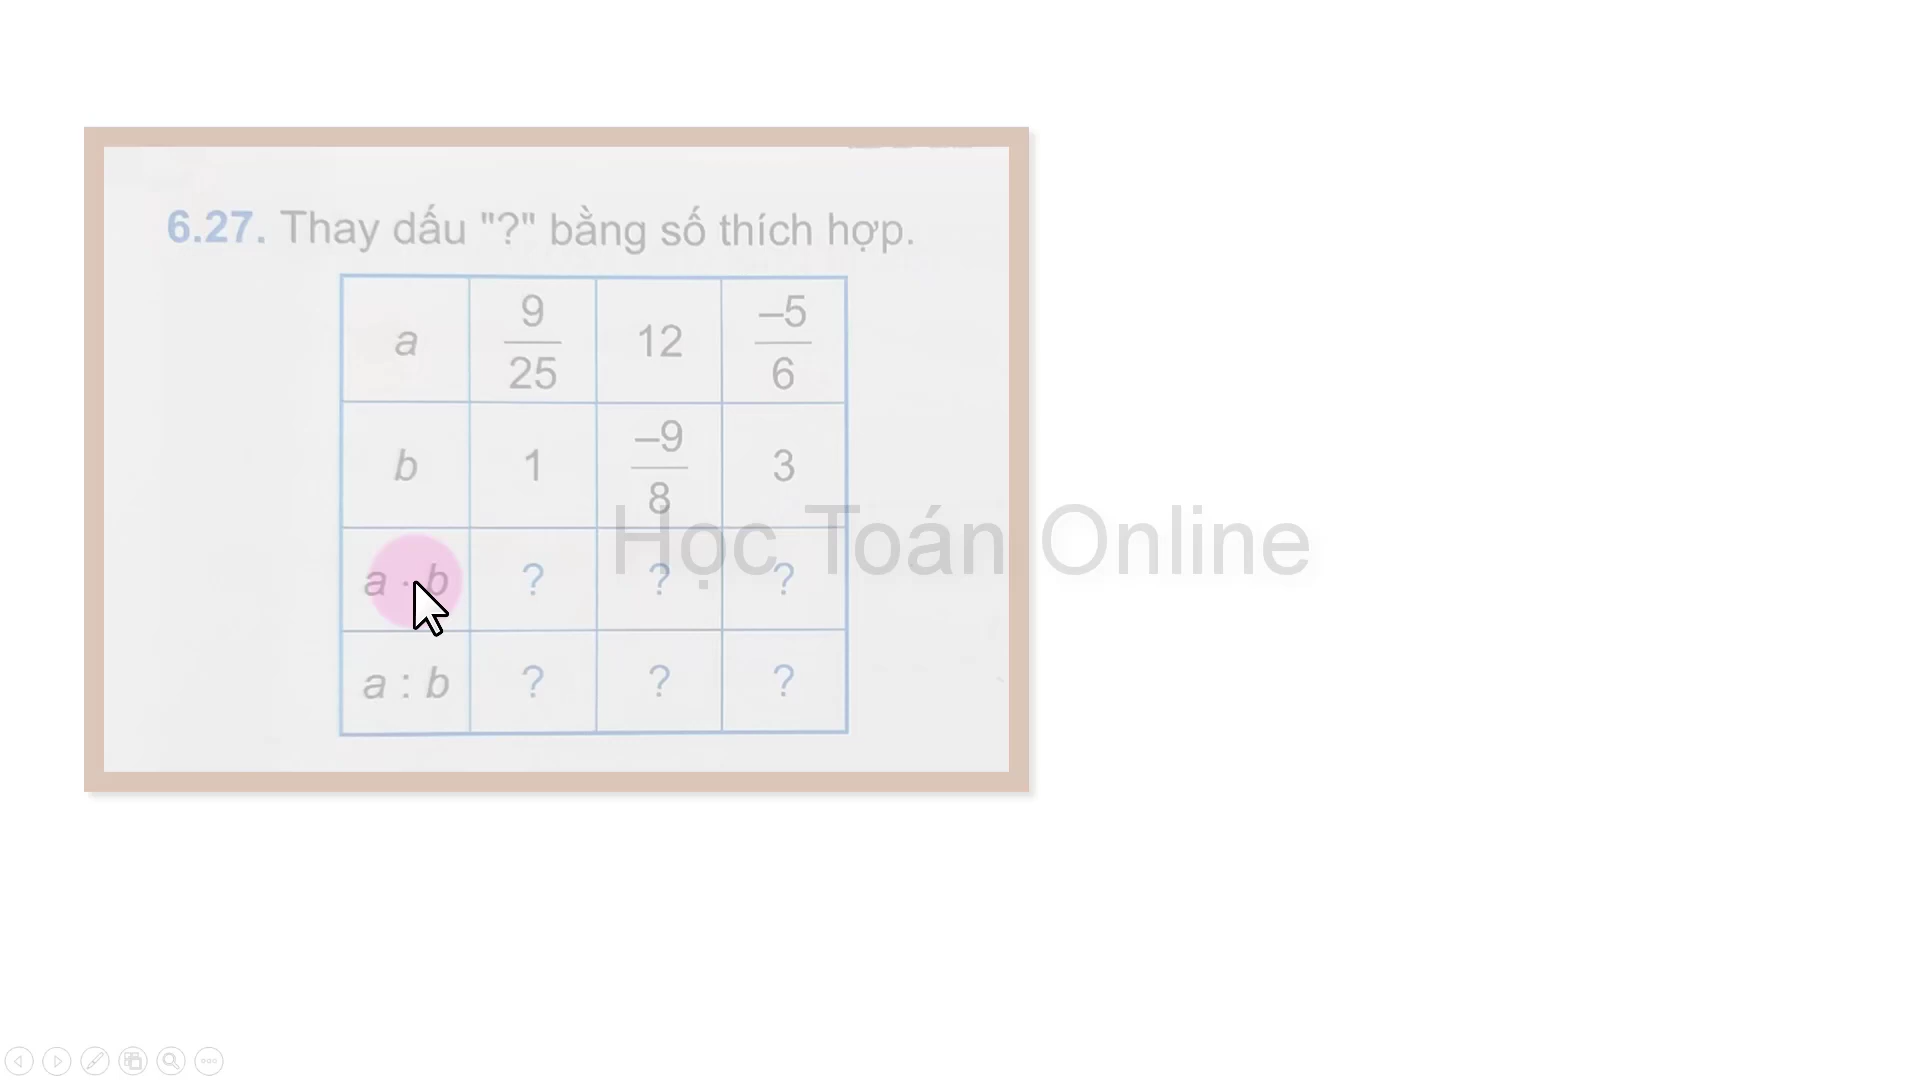 6.27. Thay dấu "?" bằng số thích hợp.
a 9/25 12 –5/6
b 1 –9/8 3
a · b ? ? ?
a : b ? ? ?
Học Toán Online